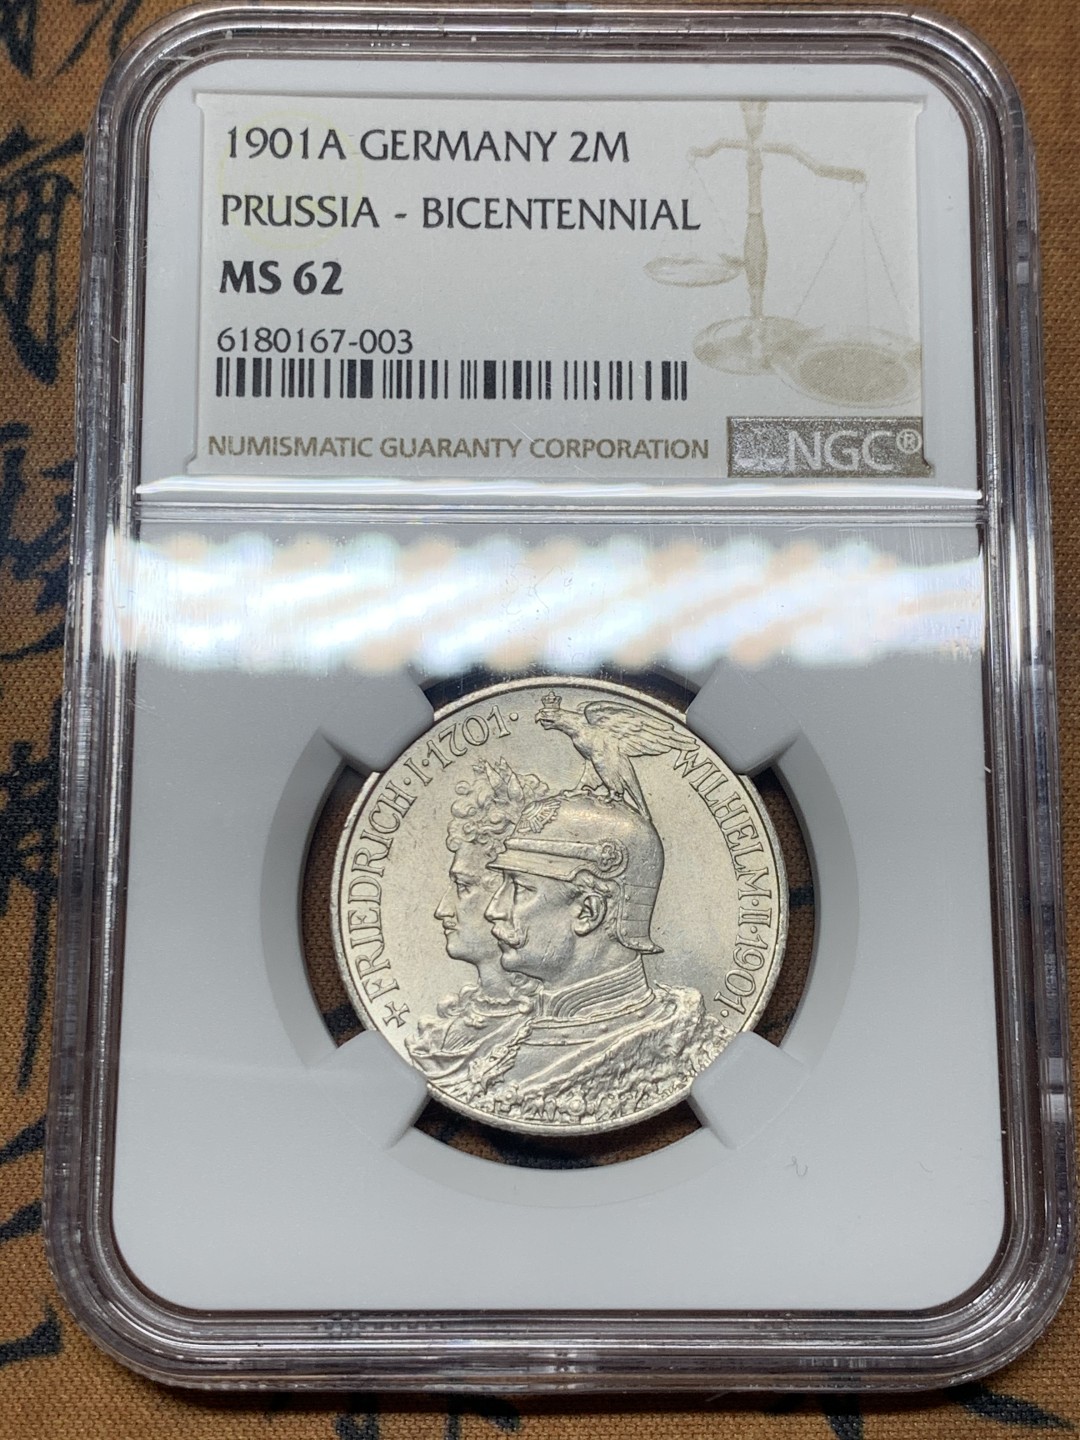 1901A GERMANY 2M
PRUSSIA - BICENTENNIAL
MS 62
6180167-003
NUMISMATIC GUARANTY CORPORATION
NGC®
FRIEDRICH·I·1701·
WILHELM·II·1901·